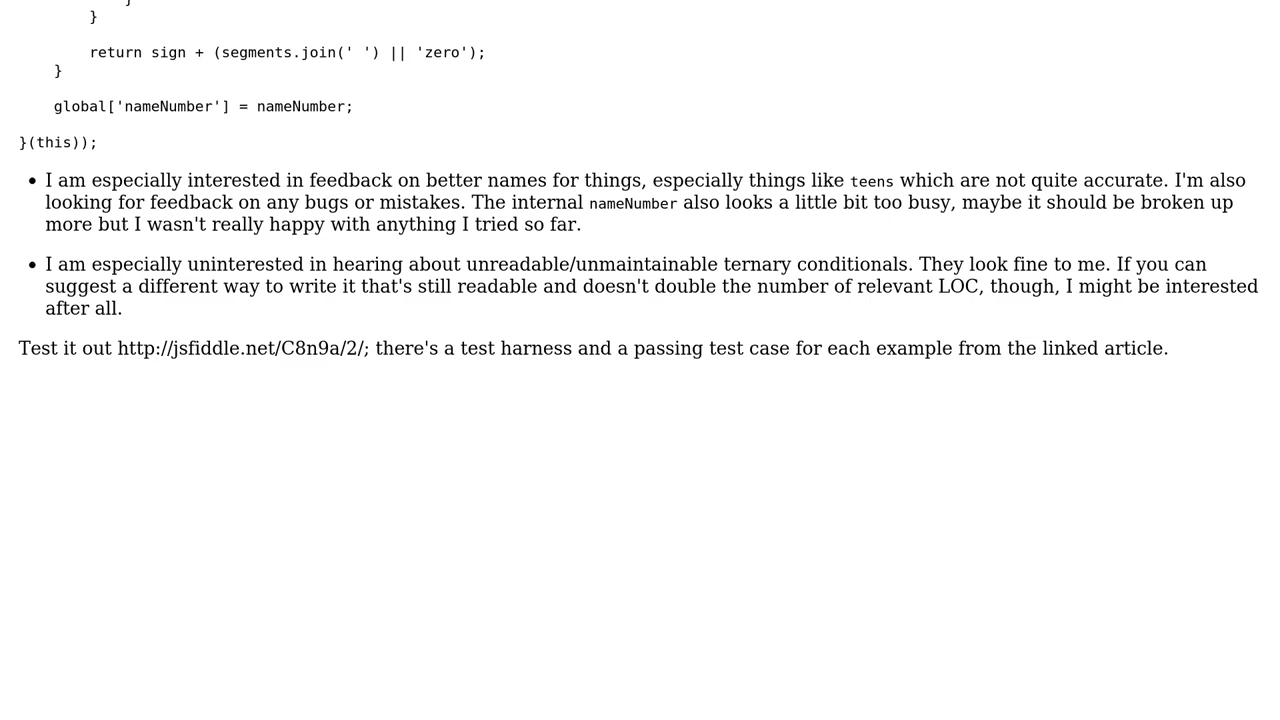 }
}
return sign + (segments.join(' ') || 'zero');
}
global['nameNumber'] = nameNumber;
}(this));
• I am especially interested in feedback on better names for things, especially things like teens which are not quite accurate. I'm also
looking for feedback on any bugs or mistakes. The internal nameNumber also looks a little bit too busy, maybe it should be broken up
more but I wasn't really happy with anything I tried so far.
• I am especially uninterested in hearing about unreadable/unmaintainable ternary conditionals. They look fine to me. If you can
suggest a different way to write it that's still readable and doesn't double the number of relevant LOC, though, I might be interested
after all.
Test it out http://jsfiddle.net/C8n9a/2/; there's a test harness and a passing test case for each example from the linked article.